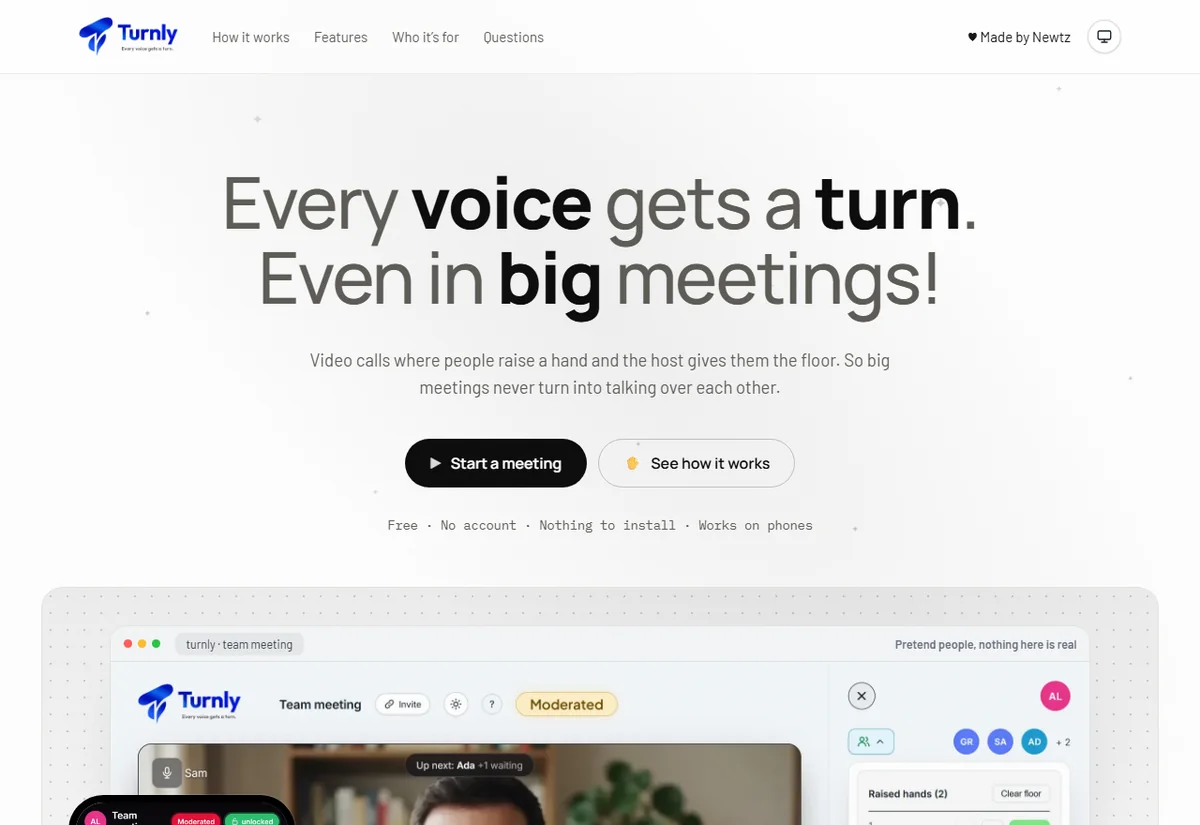 Turnly
Every voice gets a turn.
How it works
Features
Who it's for
Questions
♥ Made by Newtz
Every voice gets a turn.
Even in big meetings!
Video calls where people raise a hand and the host gives them the floor. So big
meetings never turn into talking over each other.
Start a meeting
See how it works
Free · No account · Nothing to install · Works on phones
turnly · team meeting
Pretend people, nothing here is real
Turnly
Every voice gets a turn.
Team meeting
Invite
?
Moderated
AL
GR
SA
AD
+ 2
Sam
Up next: Ada +1 waiting
Raised hands (2)
Clear floor
AL
Team
Moderated
unlocked